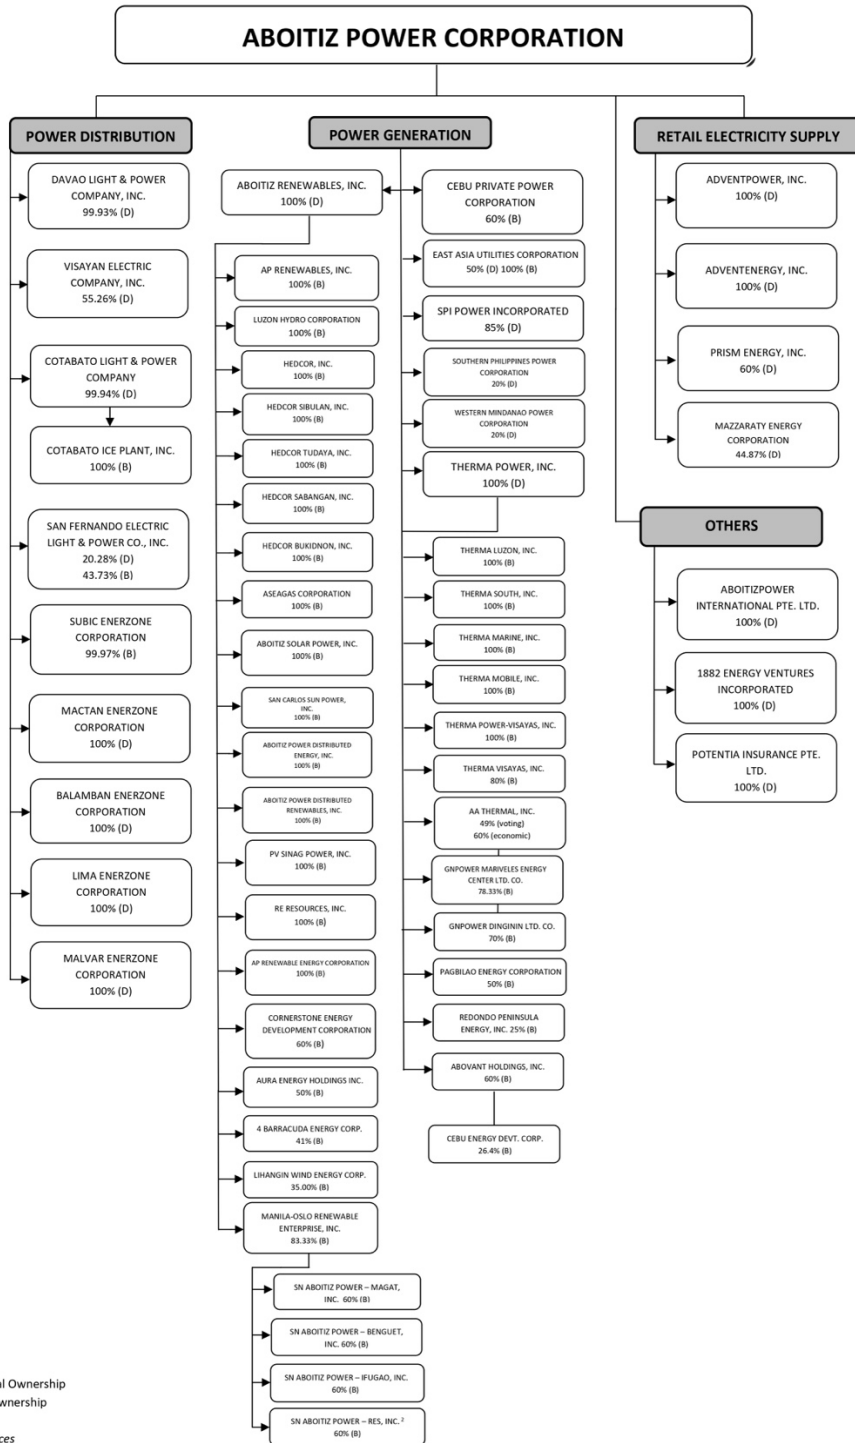 ABOITIZ POWER CORPORATION
POWER DISTRIBUTION
DAVAO LIGHT & POWER
COMPANY, INC.
99.93% (D)
VISAYAN ELECTRIC
COMPANY, INC.
55.26% (D)
COTABATO LIGHT & POWER
COMPANY
99.94% (D)
COTABATO ICE PLANT, INC.
100% (B)
SAN FERNANDO ELECTRIC
LIGHT & POWER CO., INC.
20.28% (D)
43.73% (B)
SUBIC ENERZONE
CORPORATION
99.97% (B)
MACTAN ENERZONE
CORPORATION
100% (D)
BALAMBAN ENERZONE
CORPORATION
100% (D)
LIMA ENERZONE
CORPORATION
100% (D)
MALVAR ENERZONE
CORPORATION
100% (D)
POWER GENERATION
ABOITIZ RENEWABLES, INC.
100% (D)
AP RENEWABLES, INC.
100% (B)
LUZON HYDRO CORPORATION
100% (B)
HEDCOR, INC.
100% (B)
HEDCOR SIBULAN, INC.
100% (B)
HEDCOR TUDAYA, INC.
100% (B)
HEDCOR SABANGAN, INC.
100% (B)
HEDCOR BUKIDNON, INC.
100% (B)
ASEAGAS CORPORATION
100% (B)
ABOITIZ SOLAR POWER, INC.
100% (B)
SAN CARLOS SUN POWER,
INC.
100% (B)
ABOITIZ POWER DISTRIBUTED
ENERGY, INC.
100% (B)
ABOITIZ POWER DISTRIBUTED
RENEWABLES, INC.
100% (B)
PV SINAG POWER, INC.
100% (B)
RE RESOURCES, INC.
100% (B)
AP RENEWABLE ENERGY CORPORATION
100% (B)
CORNERSTONE ENERGY
DEVELOPMENT CORPORATION
60% (B)
AURA ENERGY HOLDINGS INC.
50% (B)
4 BARRACUDA ENERGY CORP.
41% (B)
LIHANGIN WIND ENERGY CORP.
35.00% (B)
MANILA-OSLO RENEWABLE
ENTERPRISE, INC.
83.33% (B)
SN ABOITIZ POWER – MAGAT,
INC. 60% (B)
SN ABOITIZ POWER – BENGUET,
INC. 60% (B)
SN ABOITIZ POWER – IFUGAO, INC.
60% (B)
SN ABOITIZ POWER – RES, INC. 2
60% (B)
CEBU PRIVATE POWER
CORPORATION
60% (B)
EAST ASIA UTILITIES CORPORATION
50% (D) 100% (B)
SPI POWER INCORPORATED
85% (D)
SOUTHERN PHILIPPINES POWER
CORPORATION
20% (D)
WESTERN MINDANAO POWER
CORPORATION
20% (D)
THERMA POWER, INC.
100% (D)
THERMA LUZON, INC.
100% (B)
THERMA SOUTH, INC.
100% (B)
THERMA MARINE, INC.
100% (B)
THERMA MOBILE, INC.
100% (B)
THERMA POWER-VISAYAS, INC.
100% (B)
THERMA VISAYAS, INC.
80% (B)
AA THERMAL, INC.
49% (voting)
60% (economic)
GNPOWER MARIVELES ENERGY
CENTER LTD. CO.
78.33% (B)
GNPOWER DINGININ LTD. CO.
70% (B)
PAGBILAO ENERGY CORPORATION
50% (B)
REDONDO PENINSULA
ENERGY, INC. 25% (B)
ABOVANT HOLDINGS, INC.
60% (B)
CEBU ENERGY DEVT. CORP.
26.4% (B)
RETAIL ELECTRICITY SUPPLY
ADVENTPOWER, INC.
100% (D)
ADVENTENERGY, INC.
100% (D)
PRISM ENERGY, INC.
60% (D)
MAZZARATY ENERGY
CORPORATION
44.87% (D)
OTHERS
ABOITIZPOWER
INTERNATIONAL PTE. LTD.
100% (D)
1882 ENERGY VENTURES
INCORPORATED
100% (D)
POTENTIA INSURANCE PTE.
LTD.
100% (D)
Ownership